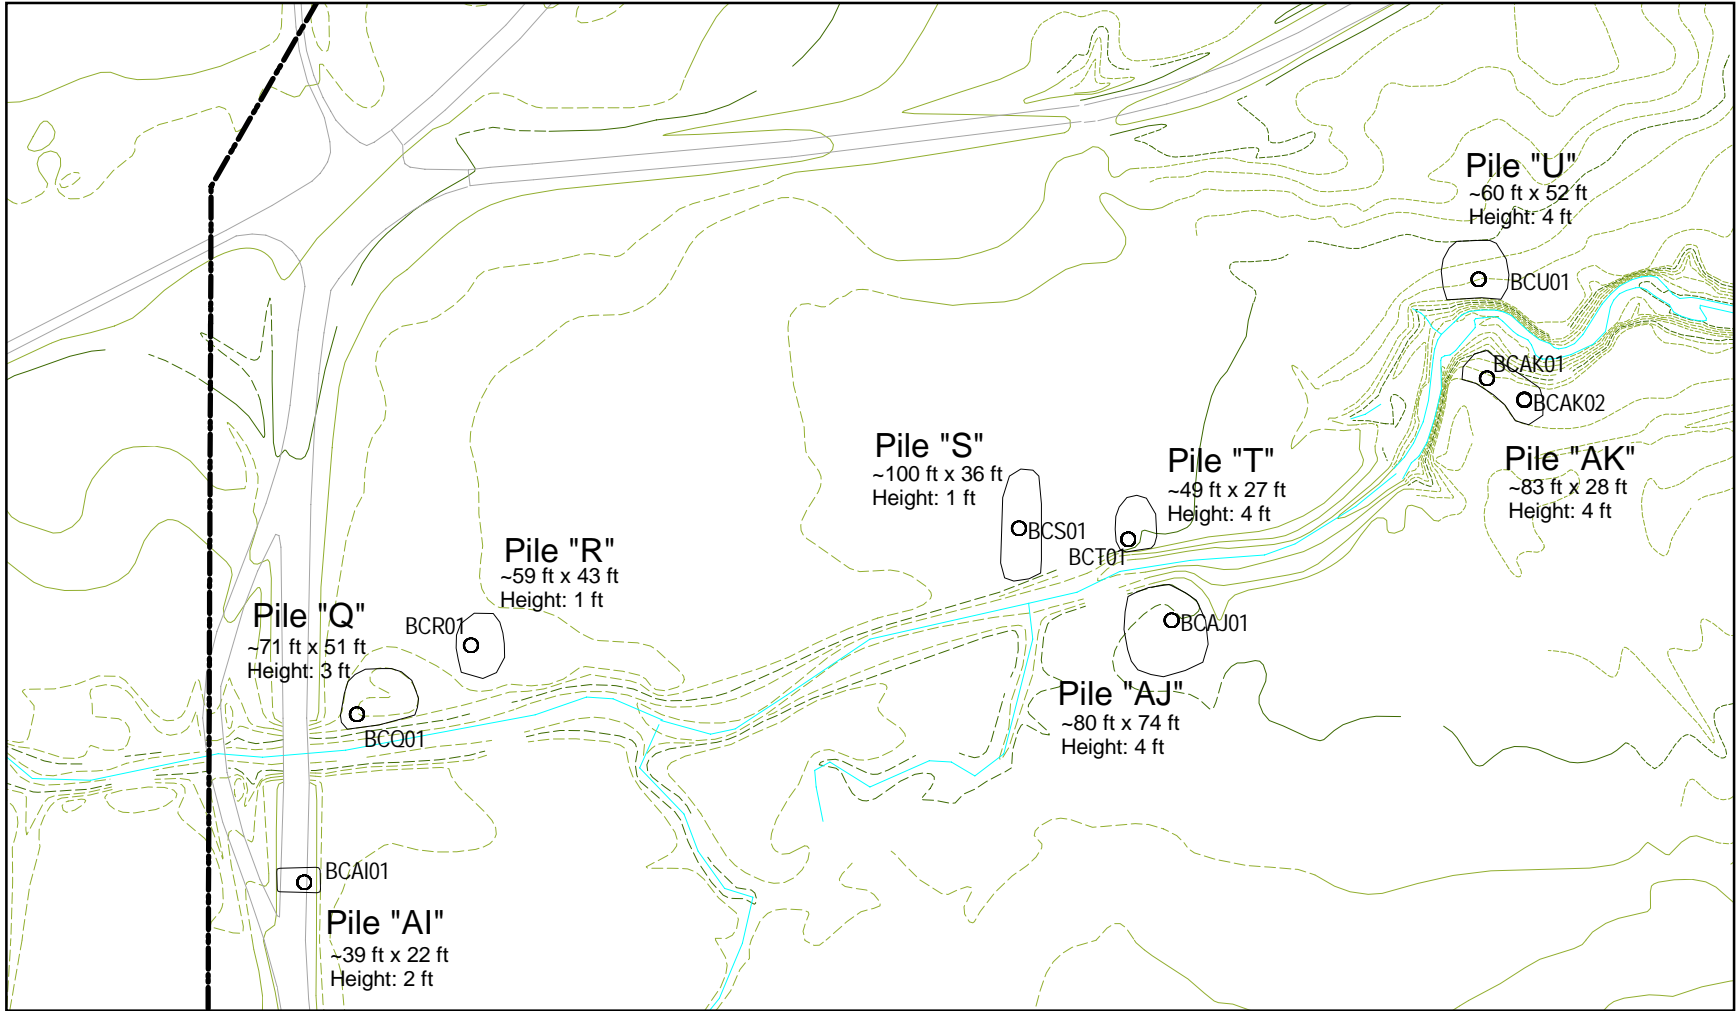 Pile "U"
~60 ft x 52 ft
Height: 4 ft
BCU01
BCAK01
BCAK02
Pile "AK"
~83 ft x 28 ft
Height: 4 ft
Pile "S"
~100 ft x 36 ft
Height: 1 ft
BCS01
Pile "T"
~49 ft x 27 ft
Height: 4 ft
BCT01
Pile "R"
~59 ft x 43 ft
Height: 1 ft
BCR01
Pile "Q"
~71 ft x 51 ft
Height: 3 ft
BCQ01
BCAJ01
Pile "AJ"
~80 ft x 74 ft
Height: 4 ft
BCAI01
Pile "AI"
~39 ft x 22 ft
Height: 2 ft